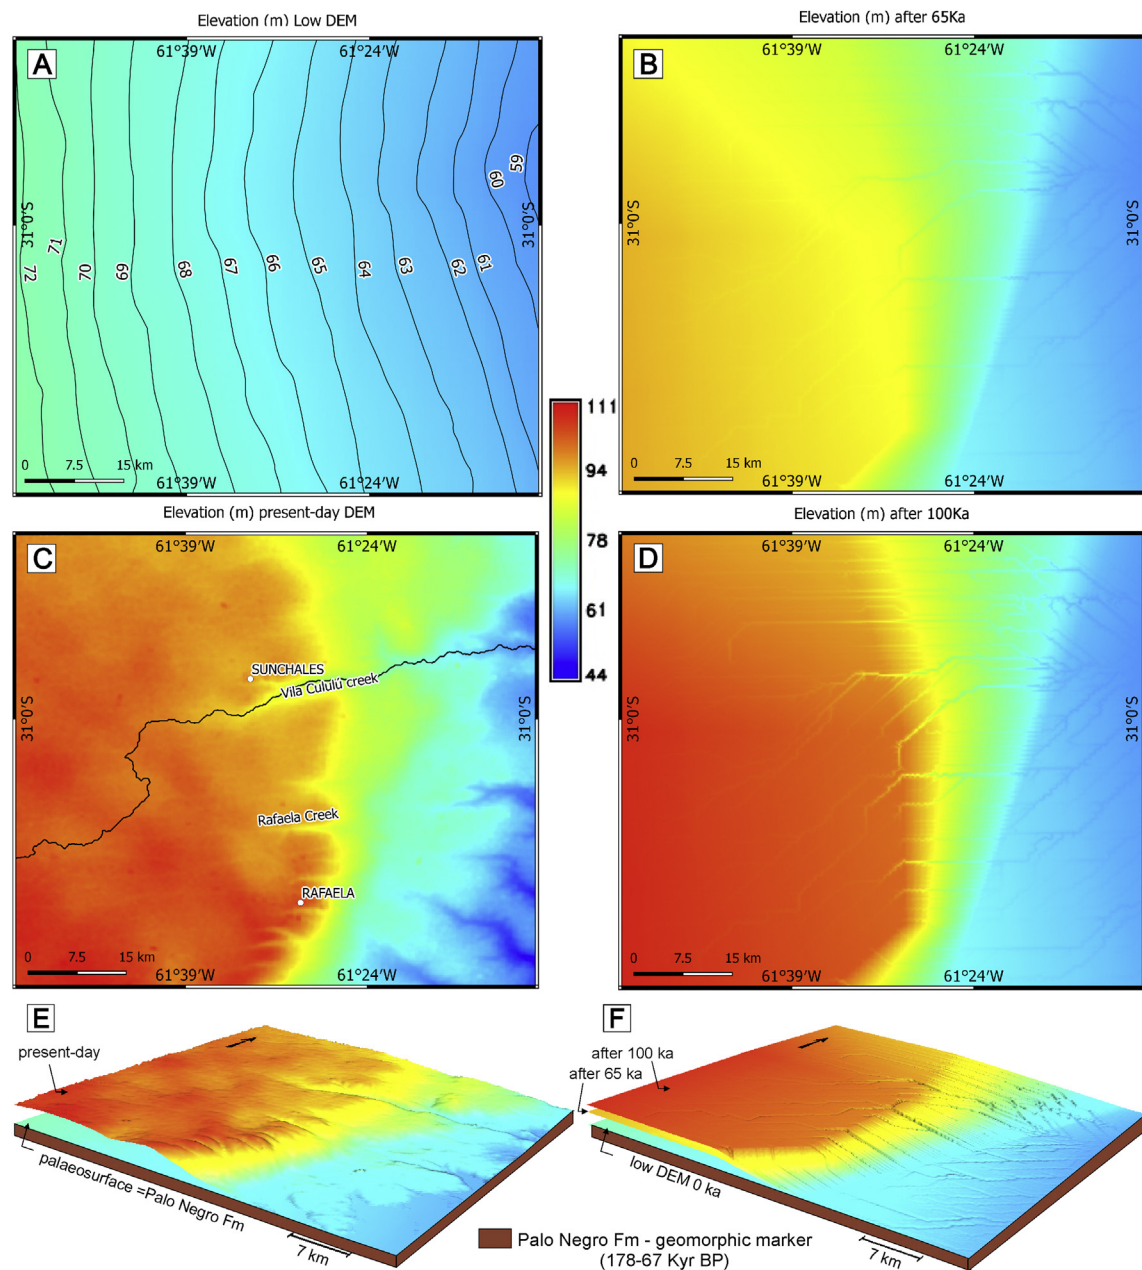 Elevation (m) Low DEM
A
61°39'W
61°24'W
31°0'S
31°0'S
72
71
70
69
68
67
66
65
64
63
62
61
60
59
0 7.5 15 km
61°39'W
61°24'W
Elevation (m) after 65Ka
B
61°39'W
61°24'W
31°0'S
31°0'S
0 7.5 15 km
61°39'W
61°24'W
111
94
78
61
44
Elevation (m) present-day DEM
C
61°39'W
61°24'W
SUNCHALES
Vila Cululú creek
31°0'S
31°0'S
Rafaela Creek
RAFAELA
0 7.5 15 km
61°39'W
61°24'W
Elevation (m) after 100Ka
D
61°39'W
61°24'W
31°0'S
31°0'S
0 7.5 15 km
61°39'W
61°24'W
E
present-day
palaeosurface =Palo Negro Fm
7 km
F
after 100 ka
after 65 ka
low DEM 0 ka
7 km
Palo Negro Fm - geomorphic marker
(178-67 Kyr BP)